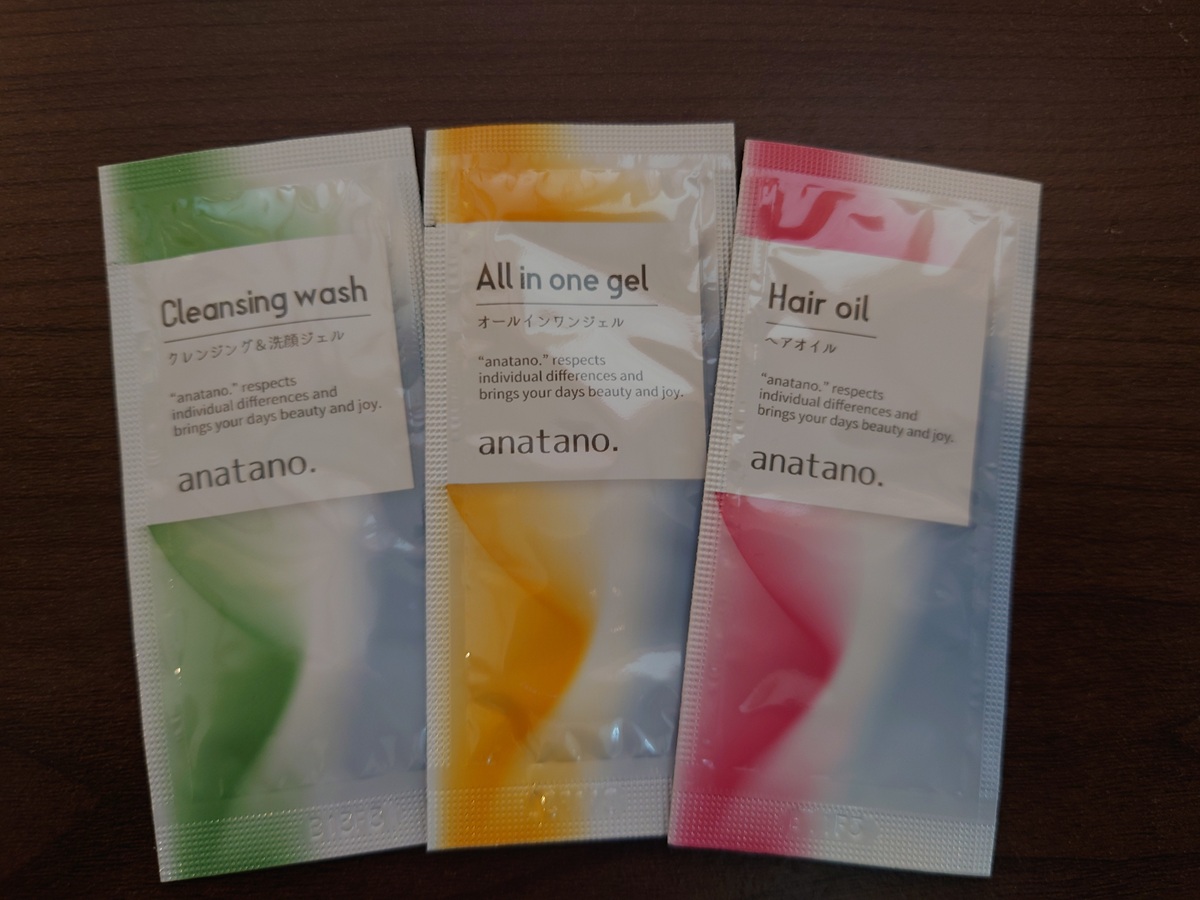 Cleansing wash
クレンジング&洗顔ジェル
“anatano.” respects
individual differences and
brings your days beauty and joy.
anatano.
All in one gel
オールインワンジェル
“anatano.” respects
individual differences and
brings your days beauty and joy.
anatano.
Hair oil
ヘアオイル
“anatano.” respects
individual differences and
brings your days beauty and joy.
anatano.